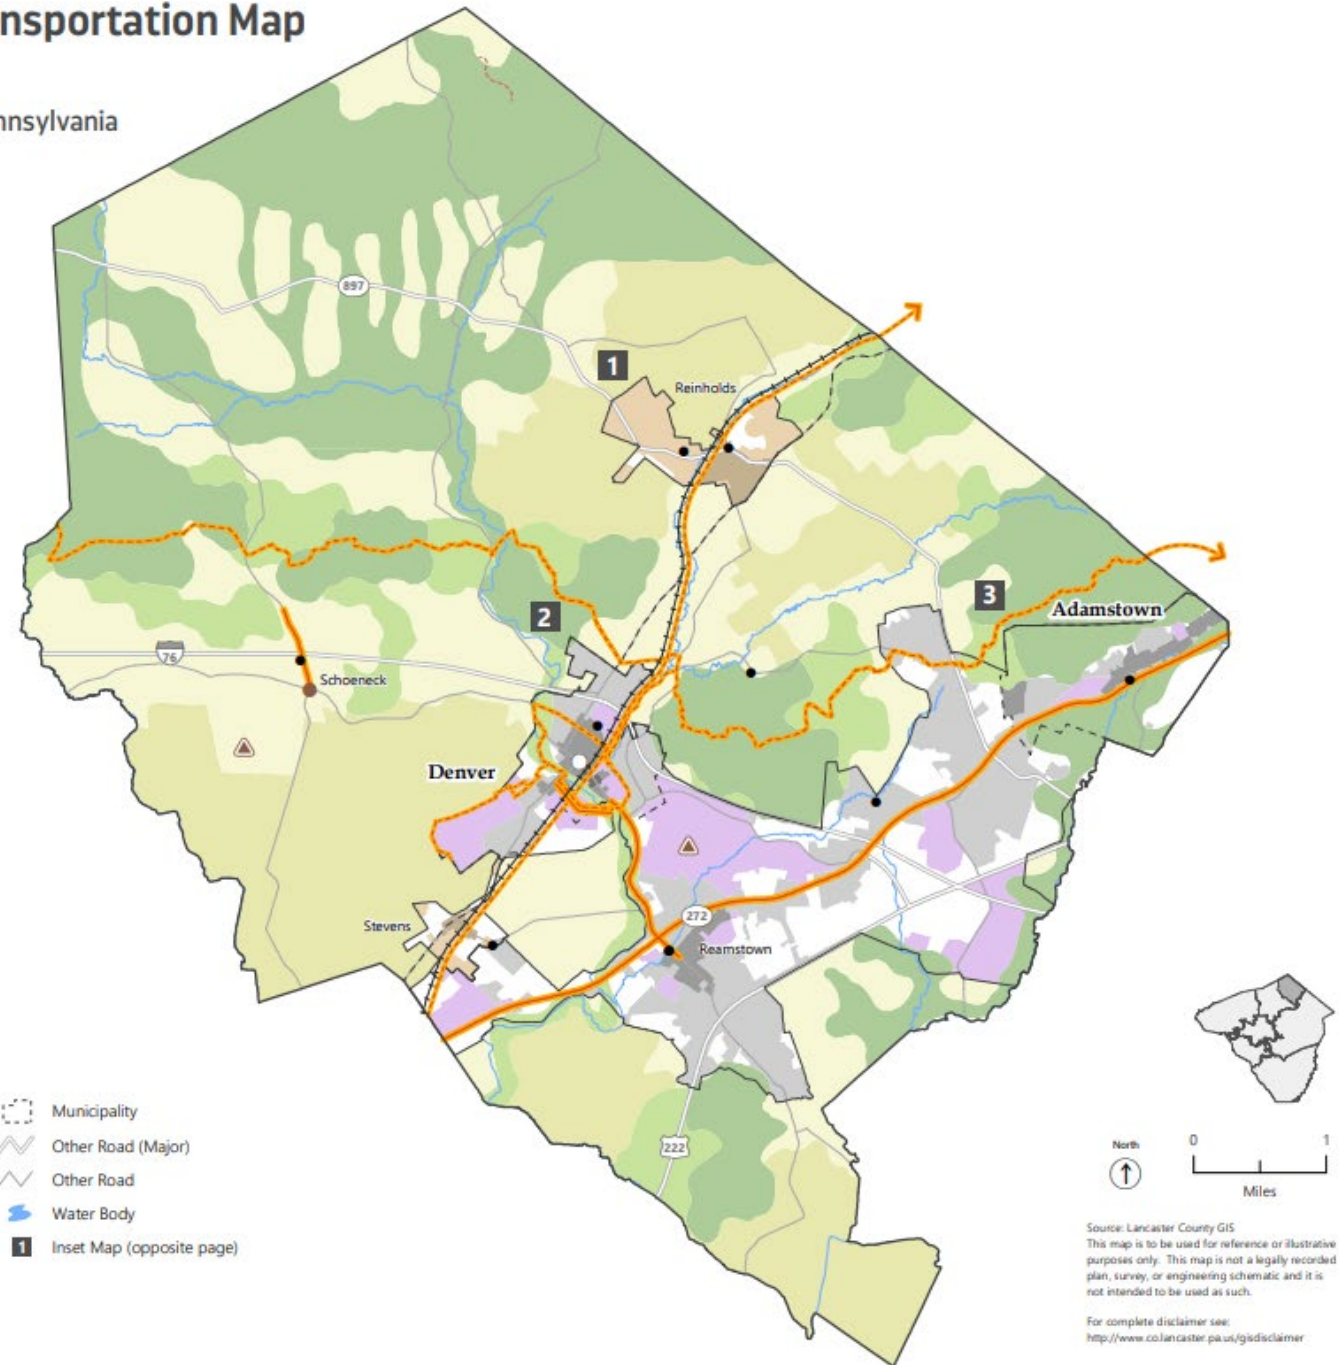 nsportation Map
nnsylvania
897
1
Reinholds
2
3
Adamstown
76
Schoeneck
Denver
Stevens
272
Reamstown
222
Municipality
Other Road (Major)
Other Road
Water Body
1 Inset Map (opposite page)
North
0 1
Miles
Source: Lancaster County GIS
This map is to be used for reference or illustrative
purposes only. This map is not a legally recorded
plan, survey, or engineering schematic and it is
not intended to be used as such.
For complete disclaimer see:
http://www.co.lancaster.pa.us/gisdisclaimer